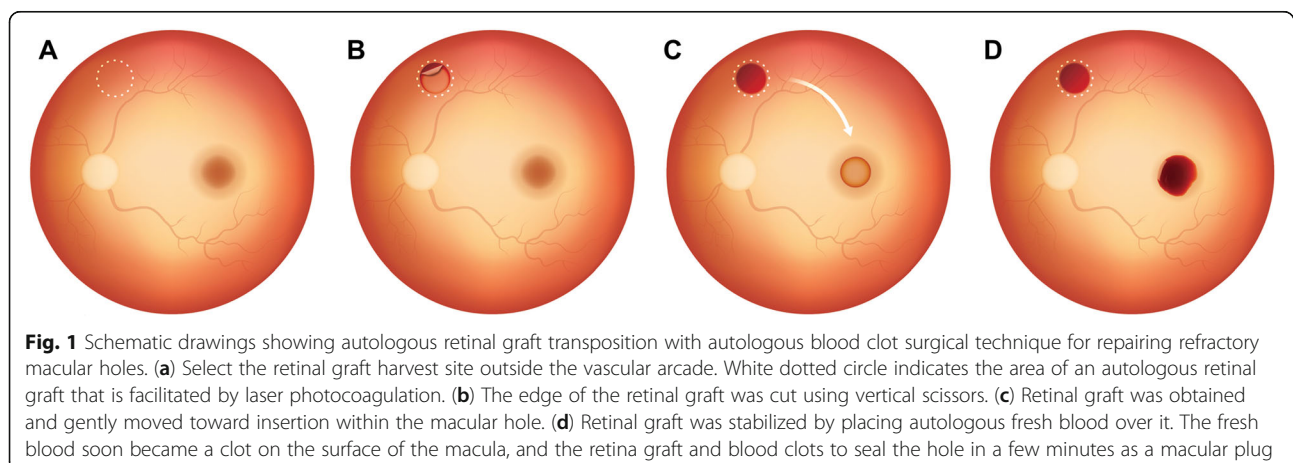 A B C D
Fig. 1 Schematic drawings showing autologous retinal graft transposition with autologous blood clot surgical technique for repairing refractory
macular holes. (a) Select the retinal graft harvest site outside the vascular arcade. White dotted circle indicates the area of an autologous retinal
graft that is facilitated by laser photocoagulation. (b) The edge of the retinal graft was cut using vertical scissors. (c) Retinal graft was obtained
and gently moved toward insertion within the macular hole. (d) Retinal graft was stabilized by placing autologous fresh blood over it. The fresh
blood soon became a clot on the surface of the macula, and the retina graft and blood clots to seal the hole in a few minutes as a macular plug